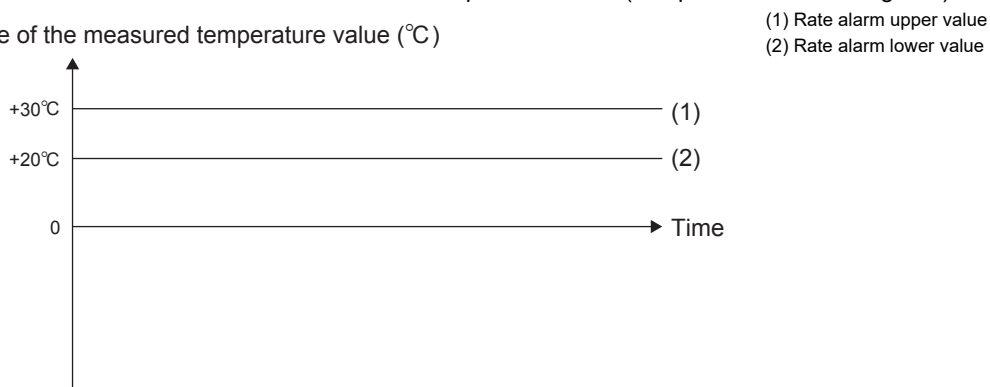 (1) Rate alarm upper value
e of the measured temperature value (℃)
(2) Rate alarm lower value
+30℃
(1)
+20℃
(2)
0
Time